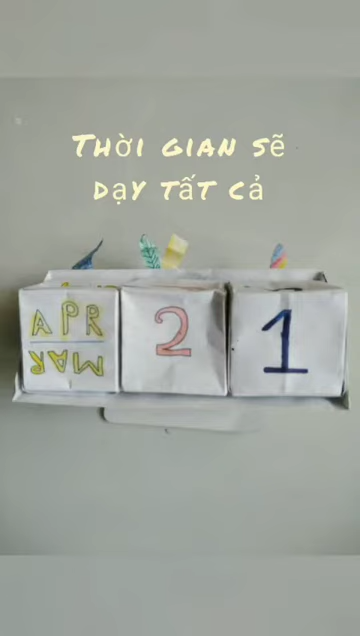 Thời gian sẽ
dạy tất cả
APR 2 1
MAR